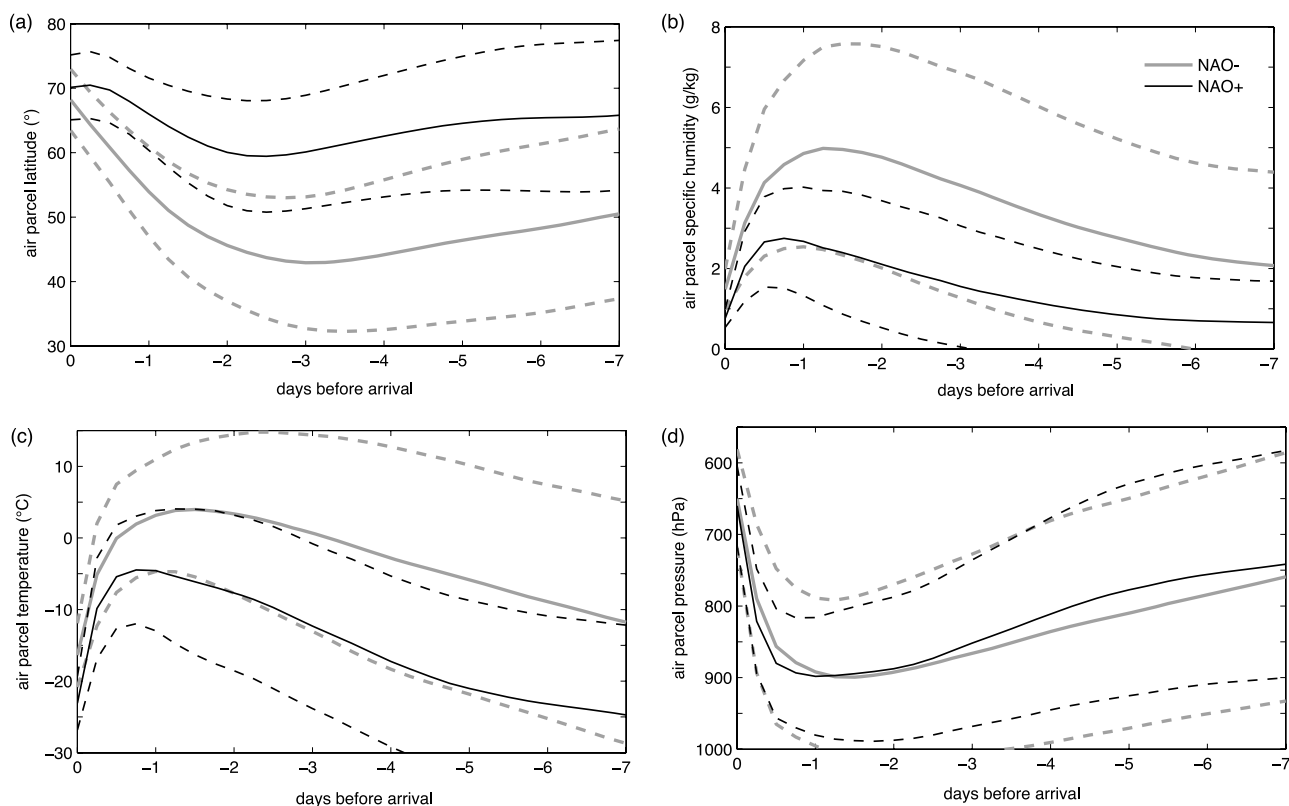 (a)
80
70
60
50
40
30
air parcel latitude (°)
0 −1 −2 −3 −4 −5 −6 −7
days before arrival
(b)
8
6
4
2
0
air parcel specific humidity (g/kg)
NAO-
NAO+
0 −1 −2 −3 −4 −5 −6 −7
days before arrival
(c)
10
0
−10
−20
−30
air parcel temperature (°C)
0 −1 −2 −3 −4 −5 −6 −7
days before arrival
(d)
600
700
800
900
1000
air parcel pressure (hPa)
0 −1 −2 −3 −4 −5 −6 −7
days before arrival